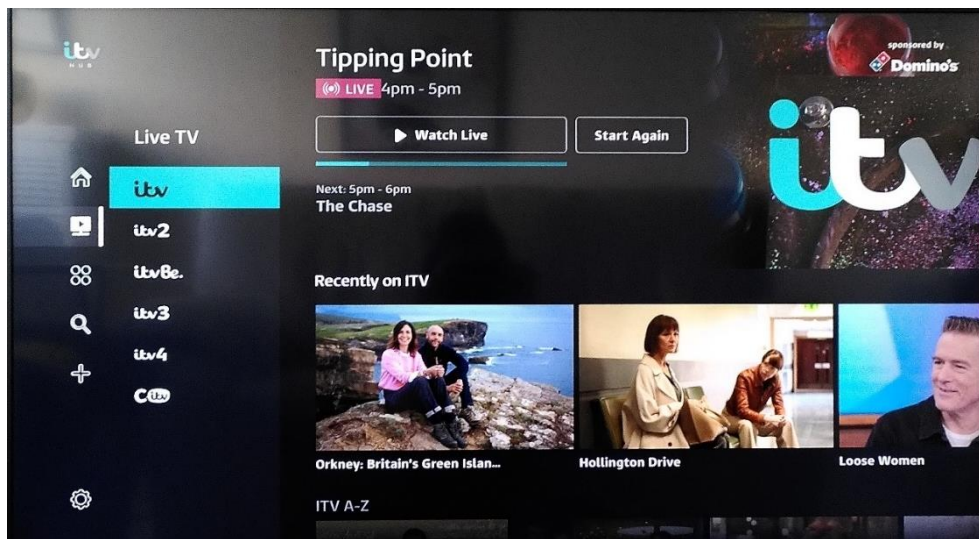 itv
HUB
Live TV
itv
itv2
itvBe.
itv3
itv4
Citv
Tipping Point
LIVE 4pm - 5pm
Watch Live
Start Again
Next: 5pm - 6pm
The Chase
sponsored by
Domino's
itv
Recently on ITV
Orkney: Britain's Green Islan...
Hollington Drive
Loose Women
ITV A-Z